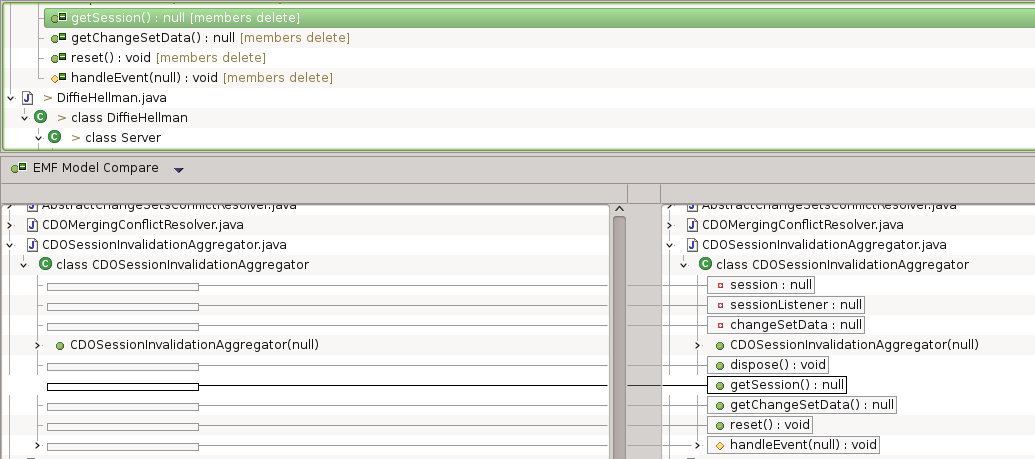 getSession() : null [members delete]
getChangeSetData() : null [members delete]
reset() : void [members delete]
handleEvent(null) : void [members delete]
> DiffieHellman.java
> class DiffieHellman
> class Server
EMF Model Compare
AbstractChangeSetsConflictResolver.java
CDOMergingConflictResolver.java
CDOSessionInvalidationAggregator.java
class CDOSessionInvalidationAggregator
CDOSessionInvalidationAggregator(null)
AbstractChangeSetsConflictResolver.java
CDOMergingConflictResolver.java
CDOSessionInvalidationAggregator.java
class CDOSessionInvalidationAggregator
session : null
sessionListener : null
changeSetData : null
CDOSessionInvalidationAggregator(null)
dispose() : void
getSession() : null
getChangeSetData() : null
reset() : void
handleEvent(null) : void